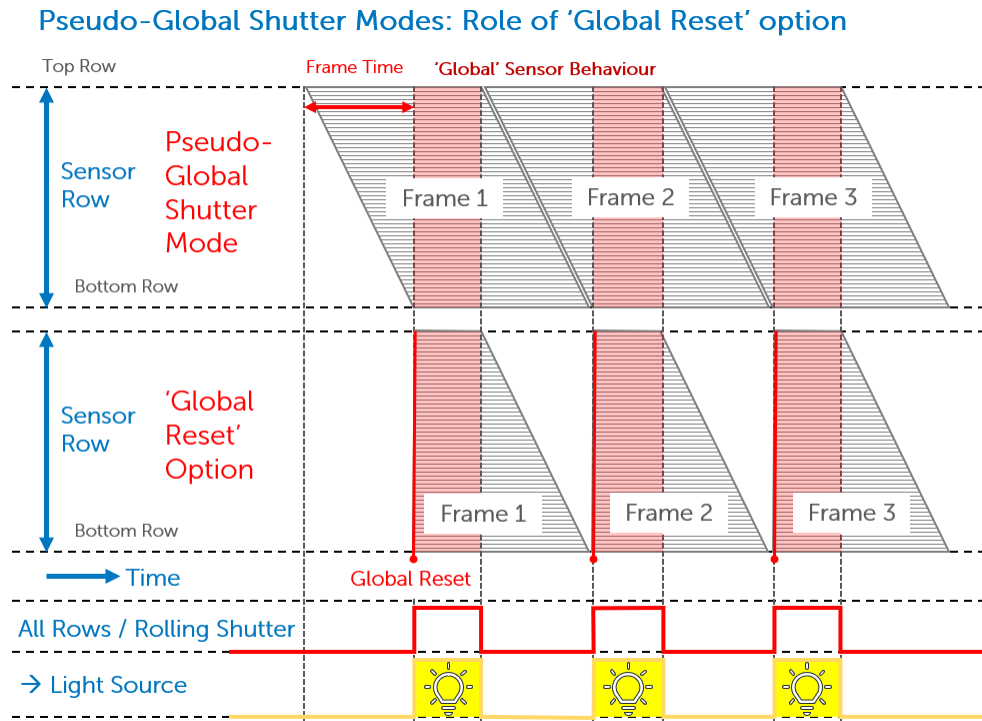 Pseudo-Global Shutter Modes: Role of ‘Global Reset’ option
Top Row
Frame Time
‘Global’ Sensor Behaviour
Sensor
Row
Pseudo-
Global
Shutter
Mode
Frame 1
Frame 2
Frame 3
Bottom Row
Sensor
Row
‘Global
Reset’
Option
Frame 1
Frame 2
Frame 3
Bottom Row
Time
Global Reset
All Rows / Rolling Shutter
→ Light Source